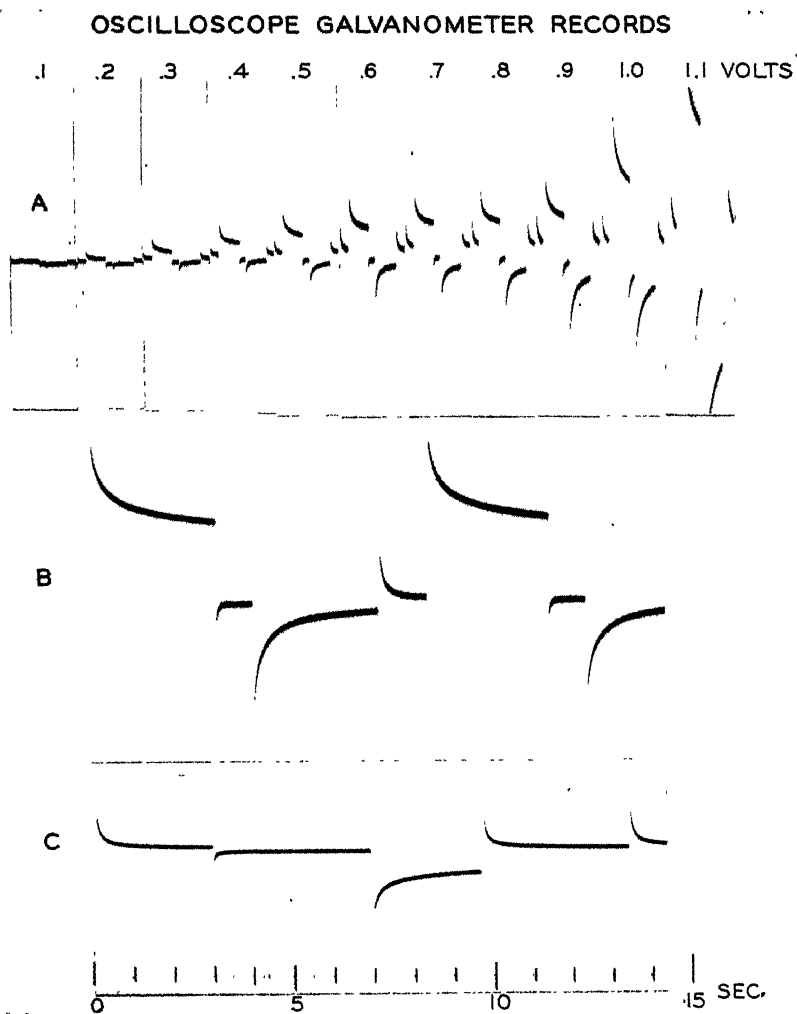 OSCILLOSCOPE GALVANOMETER RECORDS
.1 .2 .3 .4 .5 .6 .7 .8 .9 1.0 1.1 VOLTS
A
B
C
0 5 10 15 SEC.